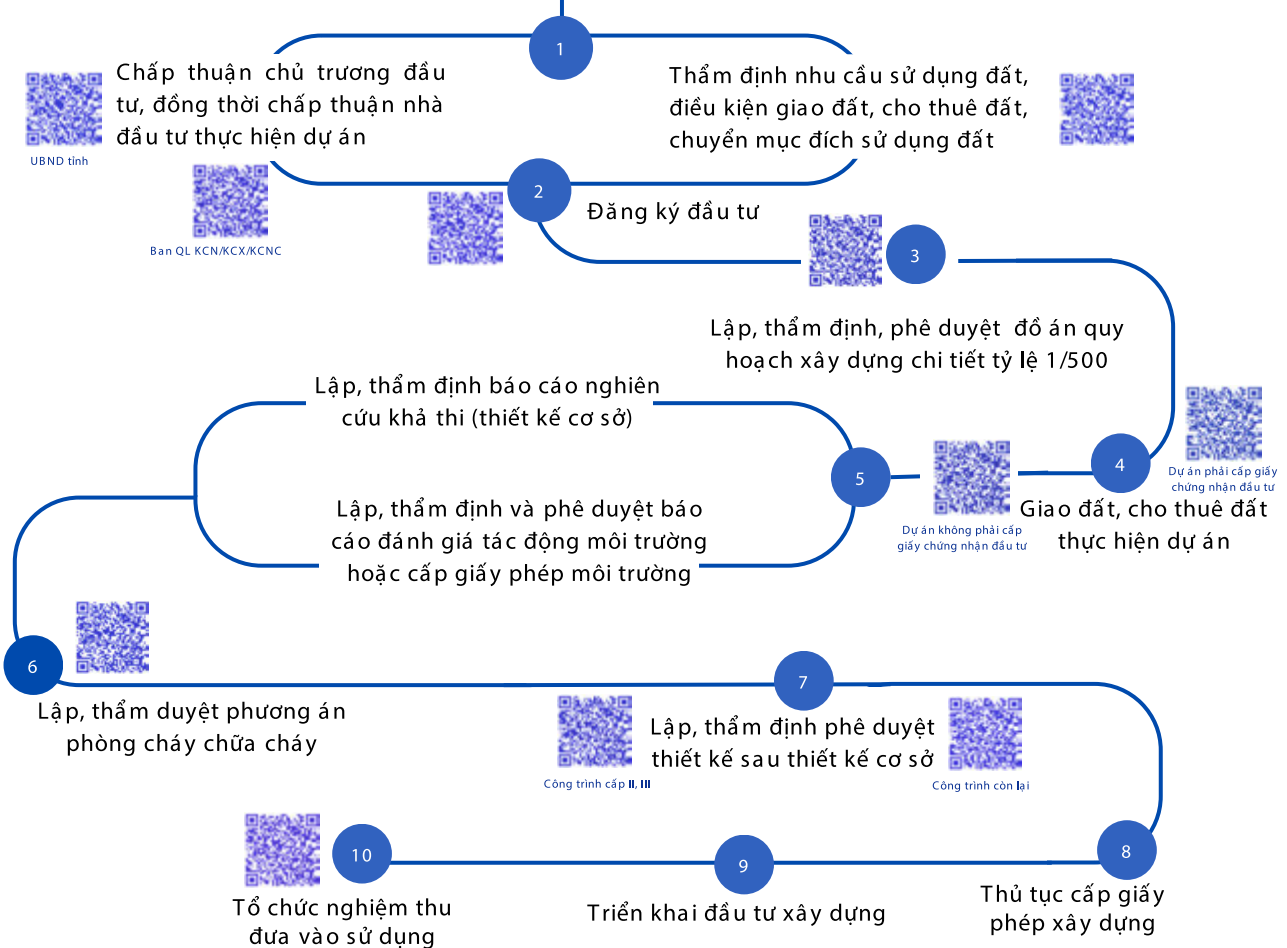 1
Chấp thuận chủ trương đầu
tư, đồng thời chấp thuận nhà
đầu tư thực hiện dự án
UBND tỉnh
Ban QL KCN/KCX/KCNC
Thẩm định nhu cầu sử dụng đất,
điều kiện giao đất, cho thuê đất,
chuyển mục đích sử dụng đất
2
Đăng ký đầu tư
3
Lập, thẩm định, phê duyệt đồ án quy
hoạch xây dựng chi tiết tỷ lệ 1/500
4
Dự án phải cấp giấy
chứng nhận đầu tư
Giao đất, cho thuê đất
thực hiện dự án
Dự án không phải cấp
giấy chứng nhận đầu tư
5
Lập, thẩm định báo cáo nghiên
cứu khả thi (thiết kế cơ sở)
Lập, thẩm định và phê duyệt báo
cáo đánh giá tác động môi trường
hoặc cấp giấy phép môi trường
6
Lập, thẩm duyệt phương án
phòng cháy chữa cháy
7
Lập, thẩm định phê duyệt
thiết kế sau thiết kế cơ sở
Công trình cấp II, III
Công trình còn lại
8
Thủ tục cấp giấy
phép xây dựng
9
Triển khai đầu tư xây dựng
10
Tổ chức nghiệm thu
đưa vào sử dụng